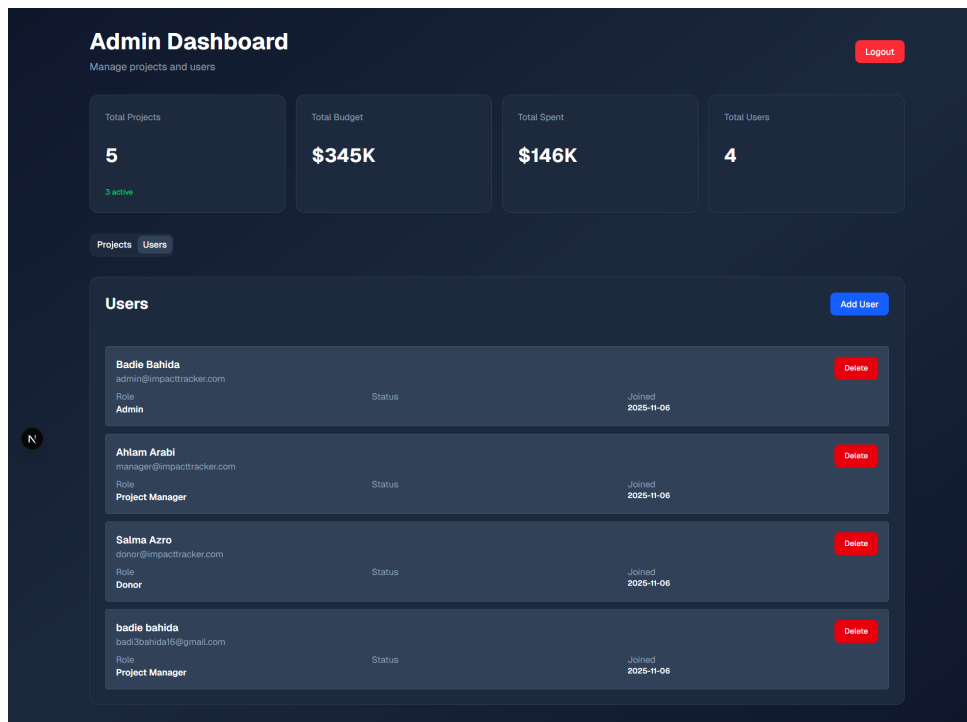 Admin Dashboard
Manage projects and users
Logout
Total Projects
Total Budget
Total Spent
Total Users
5
$345K
$146K
4
3 active
Projects Users
Users
Add User
Badie Bahida
admin@impacttracker.com
Delete
Role Status Joined
Admin 2025-11-06
Ahlam Arabi
manager@impacttracker.com
Delete
Role Status Joined
Project Manager 2025-11-06
Salma Azro
donor@impacttracker.com
Delete
Role Status Joined
Donor 2025-11-06
badie bahida
badi3bahida16@gmail.com
Delete
Role Status Joined
Project Manager 2025-11-06
N